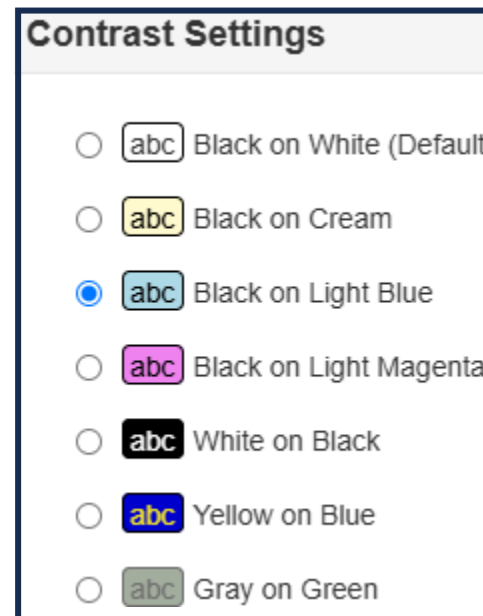 Contrast Settings
abc Black on White (Default
abc Black on Cream
abc Black on Light Blue
abc Black on Light Magenta
abc White on Black
abc Yellow on Blue
abc Gray on Green